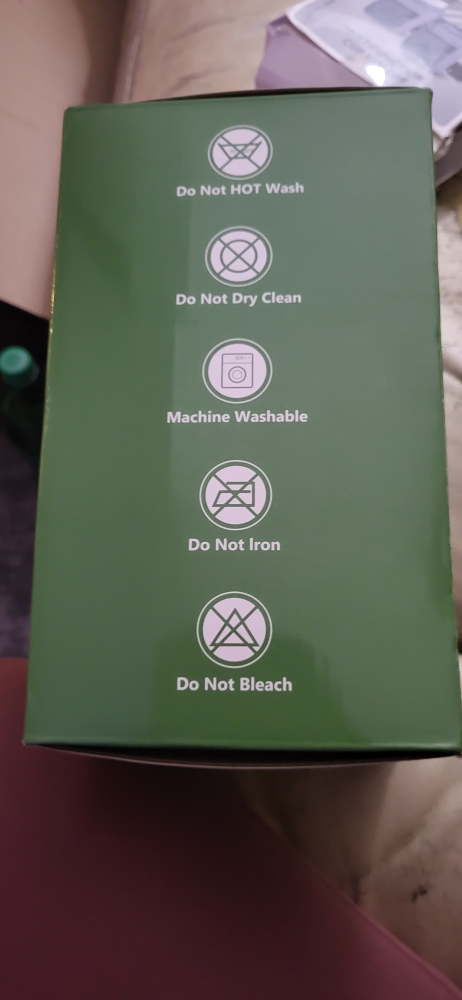 Do Not HOT Wash
Do Not Dry Clean
Machine Washable
Do Not Iron
Do Not Bleach